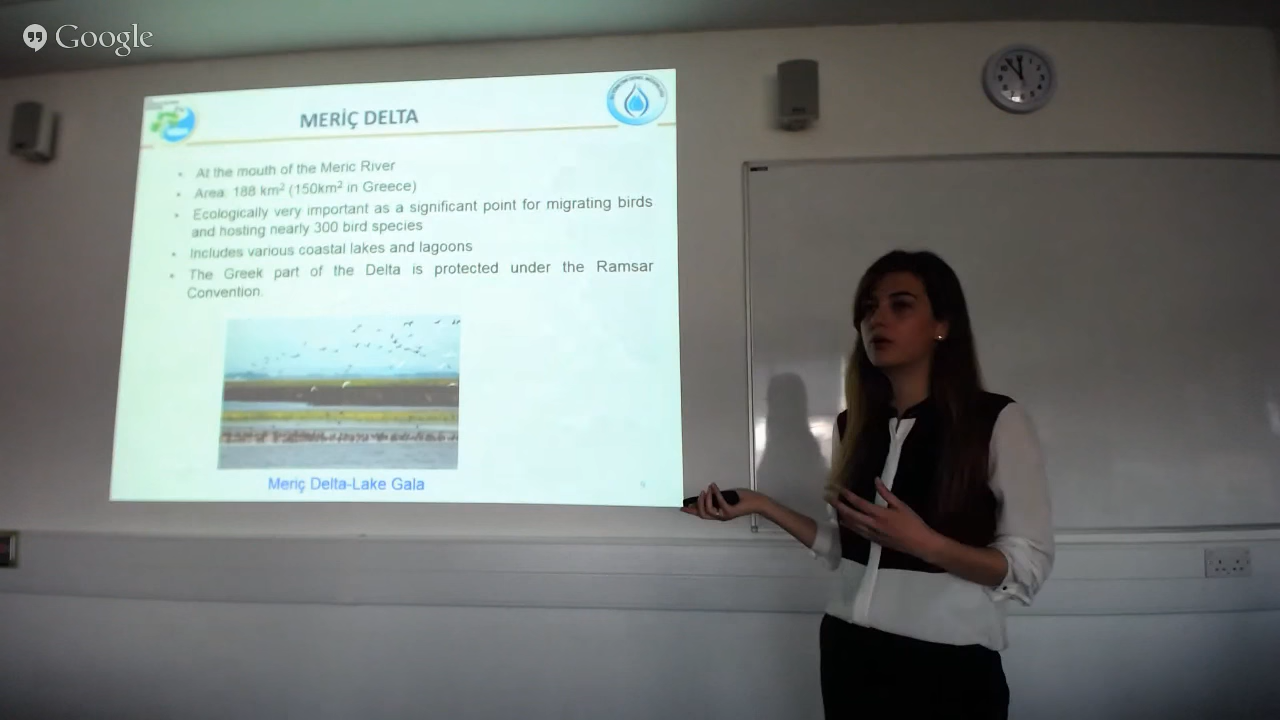 Google
MERİÇ DELTA
At the mouth of the Meric River
Area: 188 km² (150km² in Greece)
Ecologically very important as a significant point for migrating birds
and hosting nearly 300 bird species
Includes various coastal lakes and lagoons
The Greek part of the Delta is protected under the Ramsar
Convention.
Meriç Delta-Lake Gala